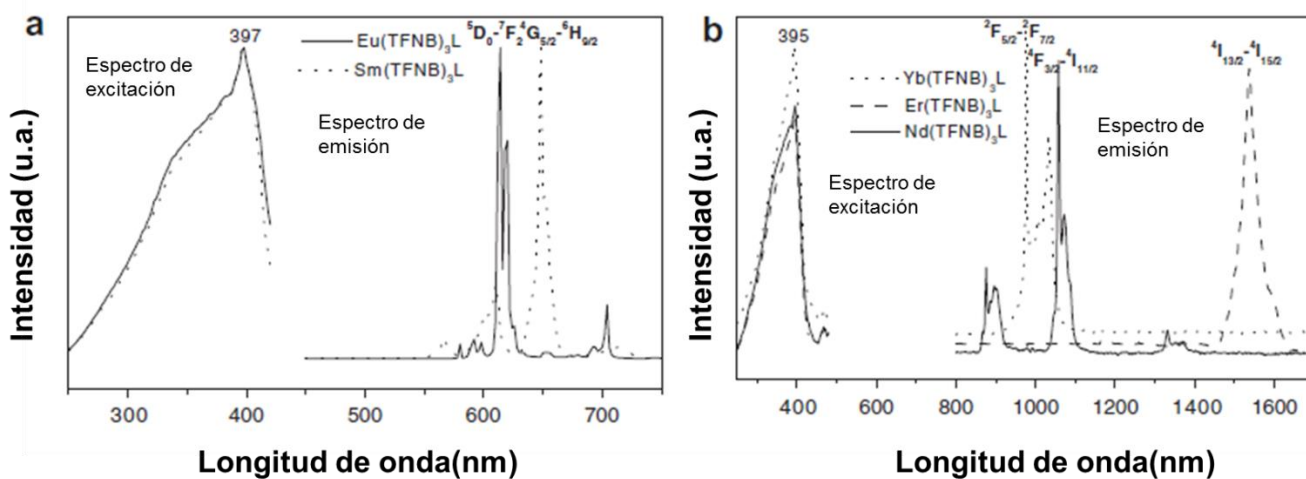 a
397
⁵D₀-⁷F₂ ⁴G₅/₂-⁶H₉/₂
Eu(TFNB)₃L
Sm(TFNB)₃L
Espectro de
excitación
Espectro de
emisión
Intensidad (u.a.)
300
400
500
600
700
Longitud de onda(nm)
b
395
²F₅/₂-²F₇/₂
⁴F₃/₂-⁴I₁₁/₂
⁴I₁₃/₂-⁴I₁₅/₂
Yb(TFNB)₃L
Er(TFNB)₃L
Nd(TFNB)₃L
Espectro de
emisión
Espectro de
excitación
Intensidad (u.a.)
400
600
800
1000
1200
1400
1600
Longitud de onda(nm)